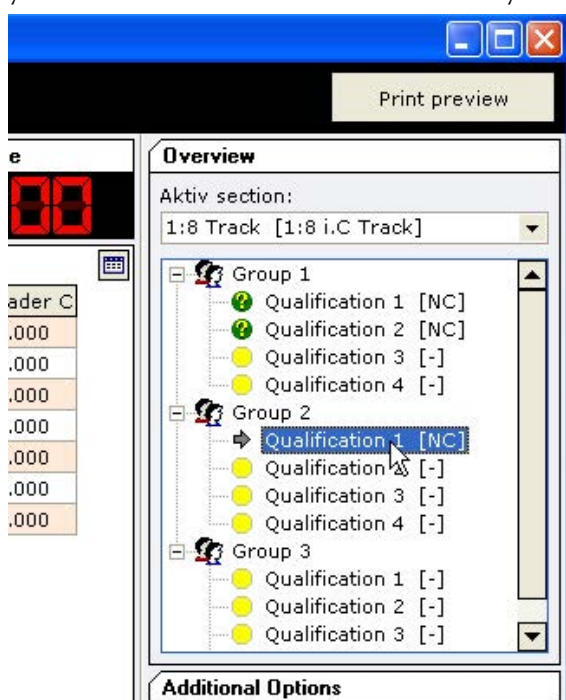 Print preview
e
00
ader C
.000
.000
.000
.000
.000
.000
.000
Overview
Aktiv section:
1:8 Track [1:8 i.C Track]
Group 1
Qualification 1 [NC]
Qualification 2 [NC]
Qualification 3 [-]
Qualification 4 [-]
Group 2
Qualification 1 [NC]
Qualification 2 [-]
Qualification 3 [-]
Qualification 4 [-]
Group 3
Qualification 1 [-]
Qualification 2 [-]
Qualification 3 [-]
Additional Options